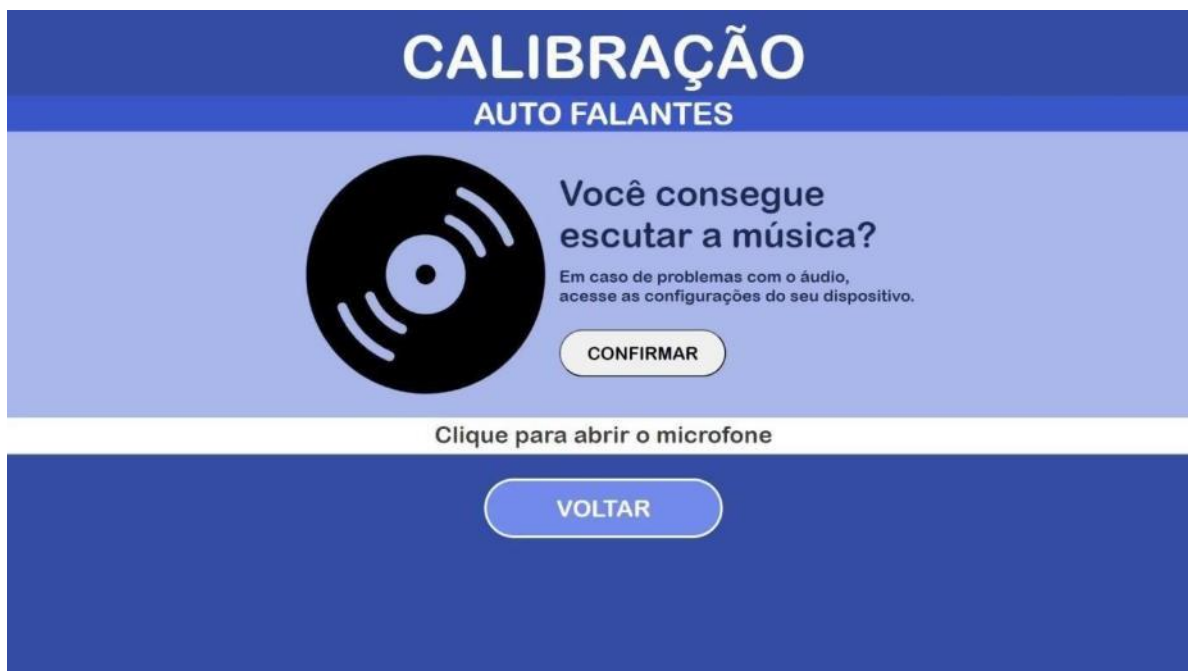 CALIBRAÇÃO
AUTO FALANTES
Você consegue
escutar a música?
Em caso de problemas com o áudio,
acesse as configurações do seu dispositivo.
CONFIRMAR
Clique para abrir o microfone
VOLTAR